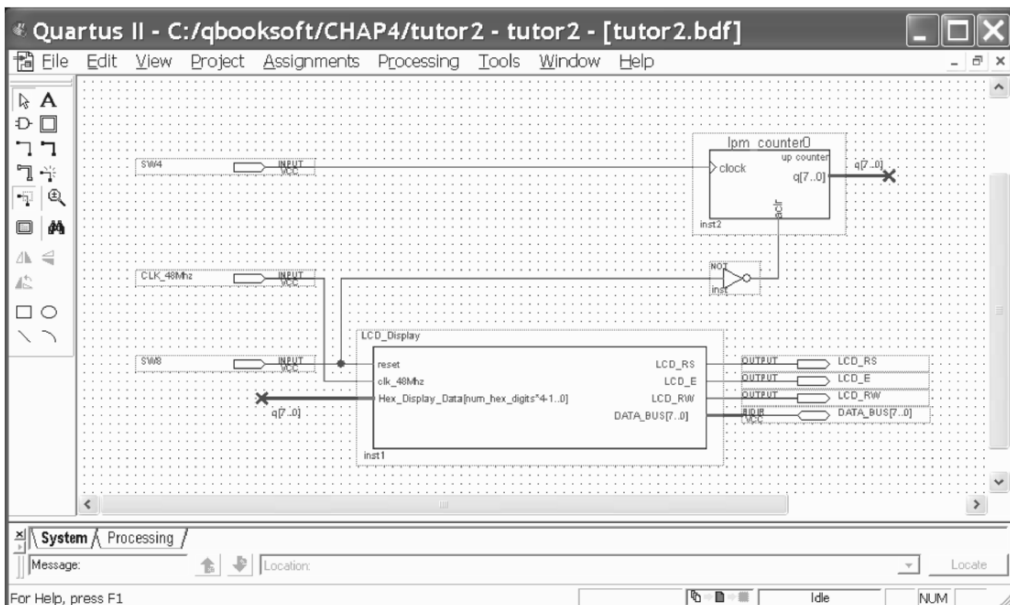 Quartus II - C:/qbooksoft/CHAP4/tutor2 - tutor2 - [tutor2.bdf]
File Edit View Project Assignments Processing Tools Window Help
A
lpm_counter0
up counter
SW4 INPUT VCC
clock
q[7..0]
q[7..0]
aclr
inst2
NOT
inst
CLK_48Mhz INPUT VCC
LCD_Display
SW8 INPUT VCC
reset LCD_RS OUTPUT LCD_RS
clk_48Mhz LCD_E OUTPUT LCD_E
Hex_Display_Data[num_hex_digits*4-1..0] LCD_RW OUTPUT LCD_RW
q[7..0] DATA_BUS[7..0] BIDIR VCC DATA_BUS[7..0]
inst1
System Processing
Message: Location: Locate
For Help, press F1 Idle NUM